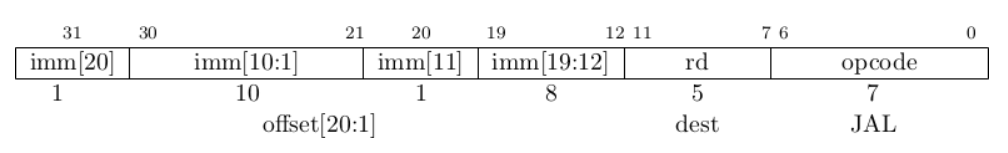 31 30 21 20 19 12 11 7 6 0
imm[20] imm[10:1] imm[11] imm[19:12] rd opcode
1 10 1 8 5 7
offset[20:1] dest JAL